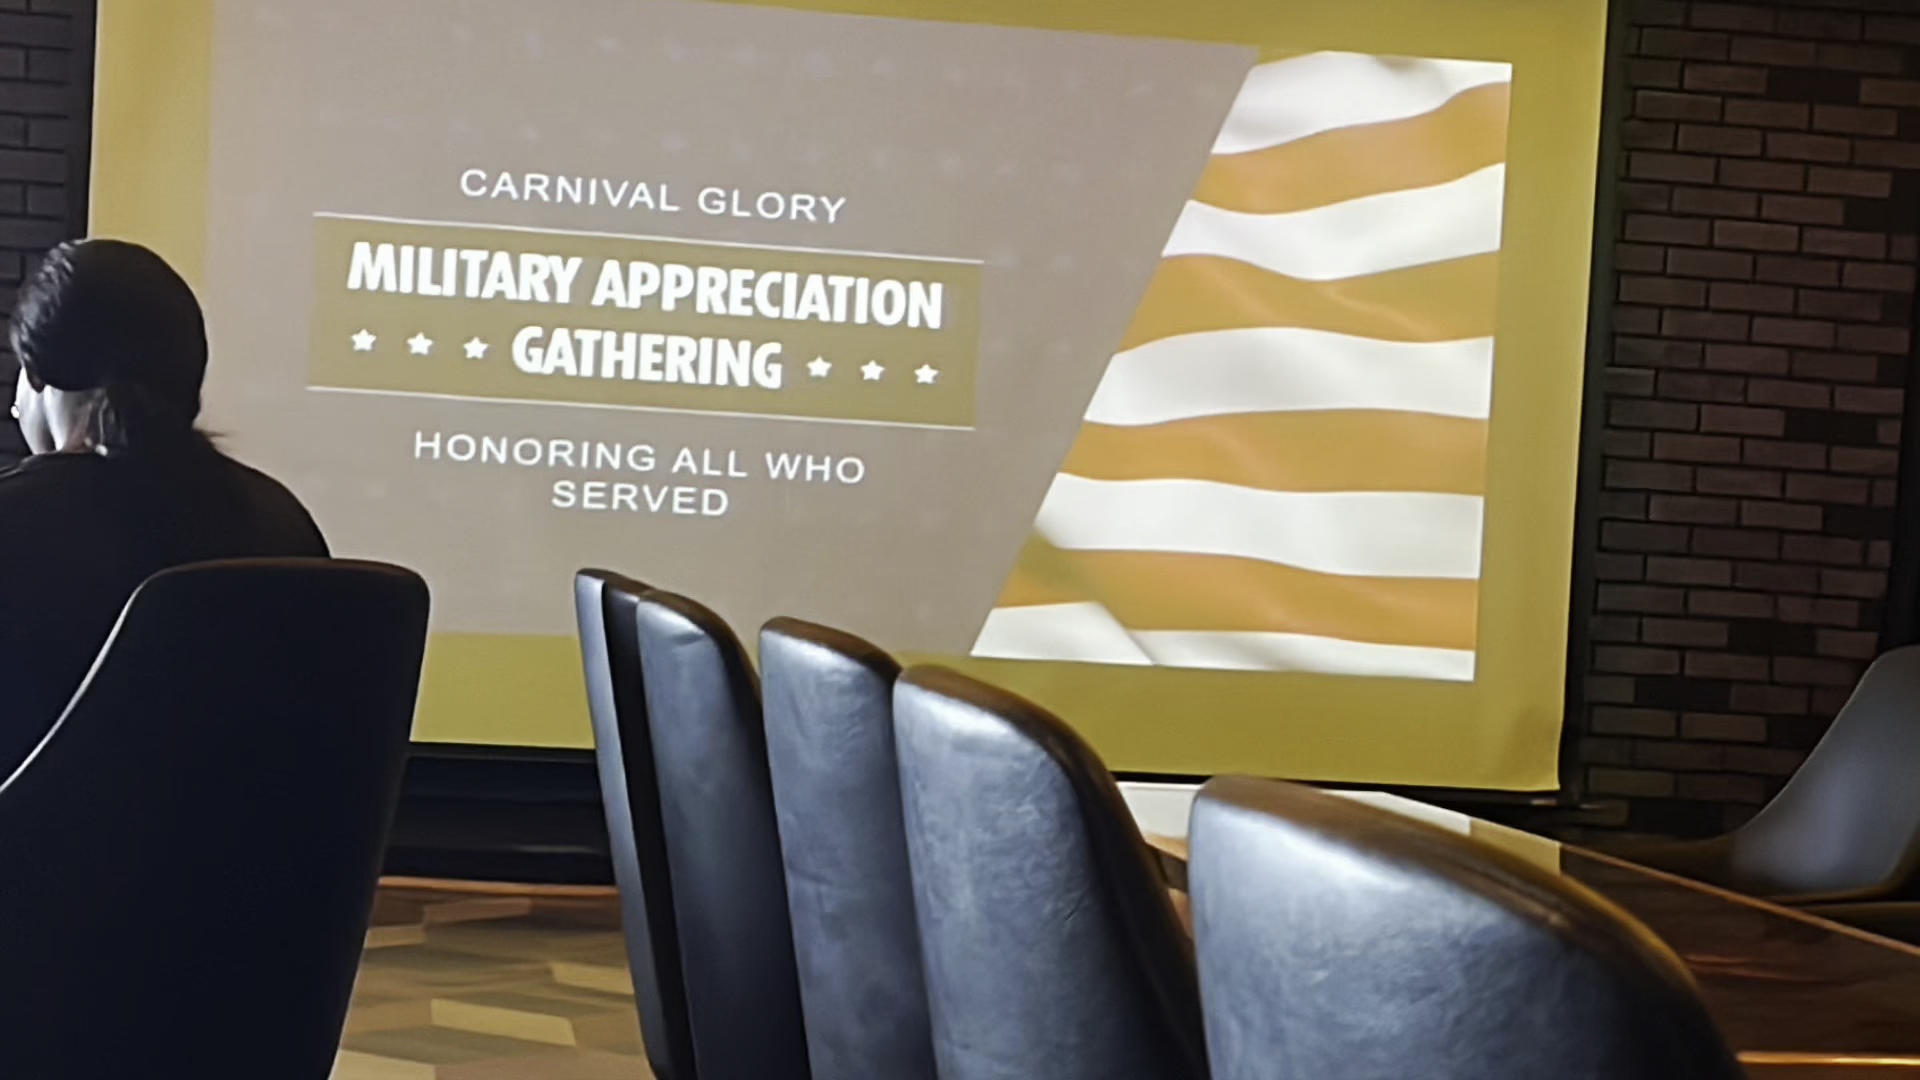 CARNIVAL GLORY
MILITARY APPRECIATION
★ ★ ★ GATHERING ★ ★ ★
HONORING ALL WHO
SERVED